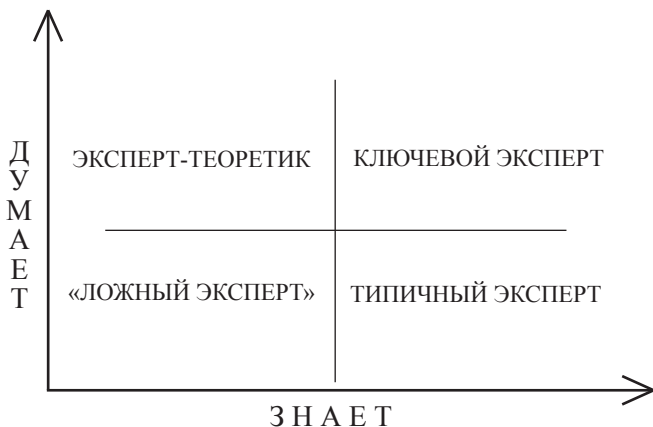 ДУМАЕТ
ЭКСПЕРТ-ТЕОРЕТИК
КЛЮЧЕВОЙ ЭКСПЕРТ
«ЛОЖНЫЙ ЭКСПЕРТ»
ТИПИЧНЫЙ ЭКСПЕРТ
ЗНАЕТ